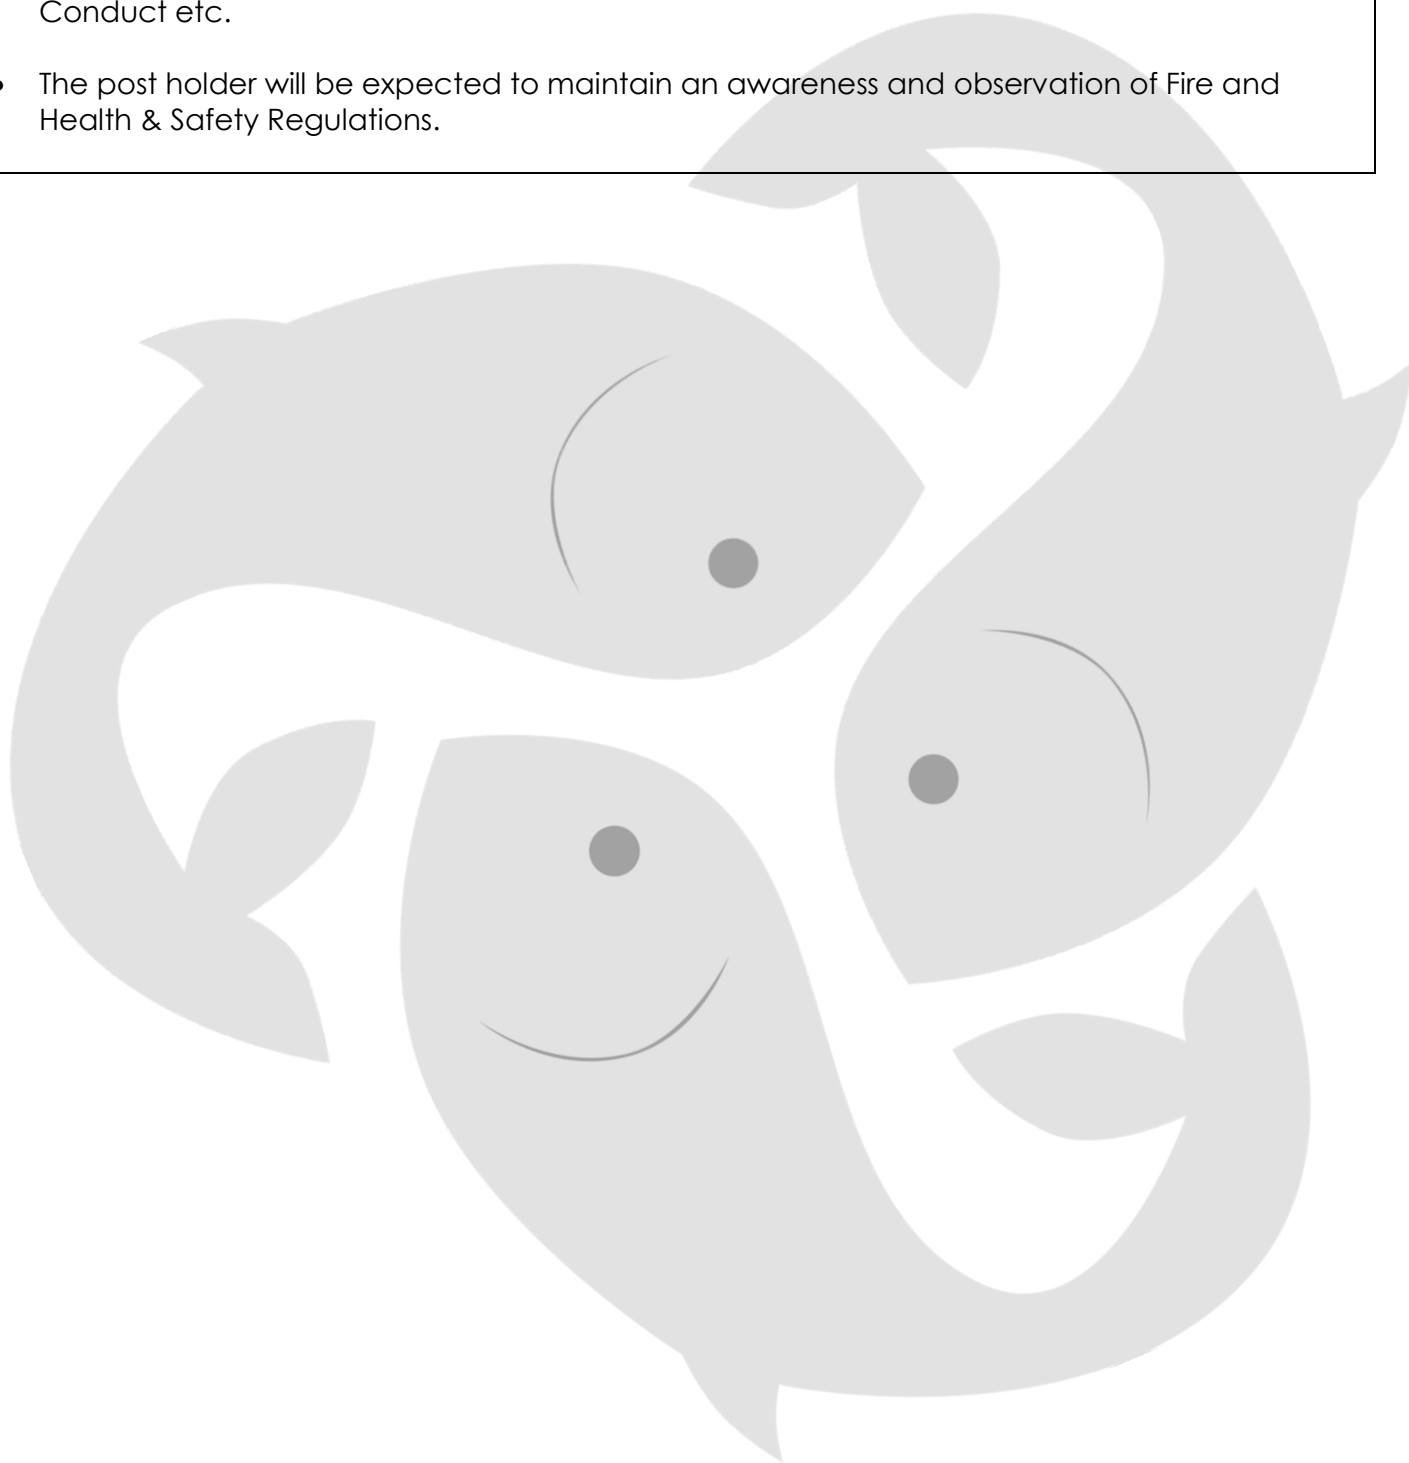 Conduct etc.
• The post holder will be expected to maintain an awareness and observation of Fire and
Health & Safety Regulations.